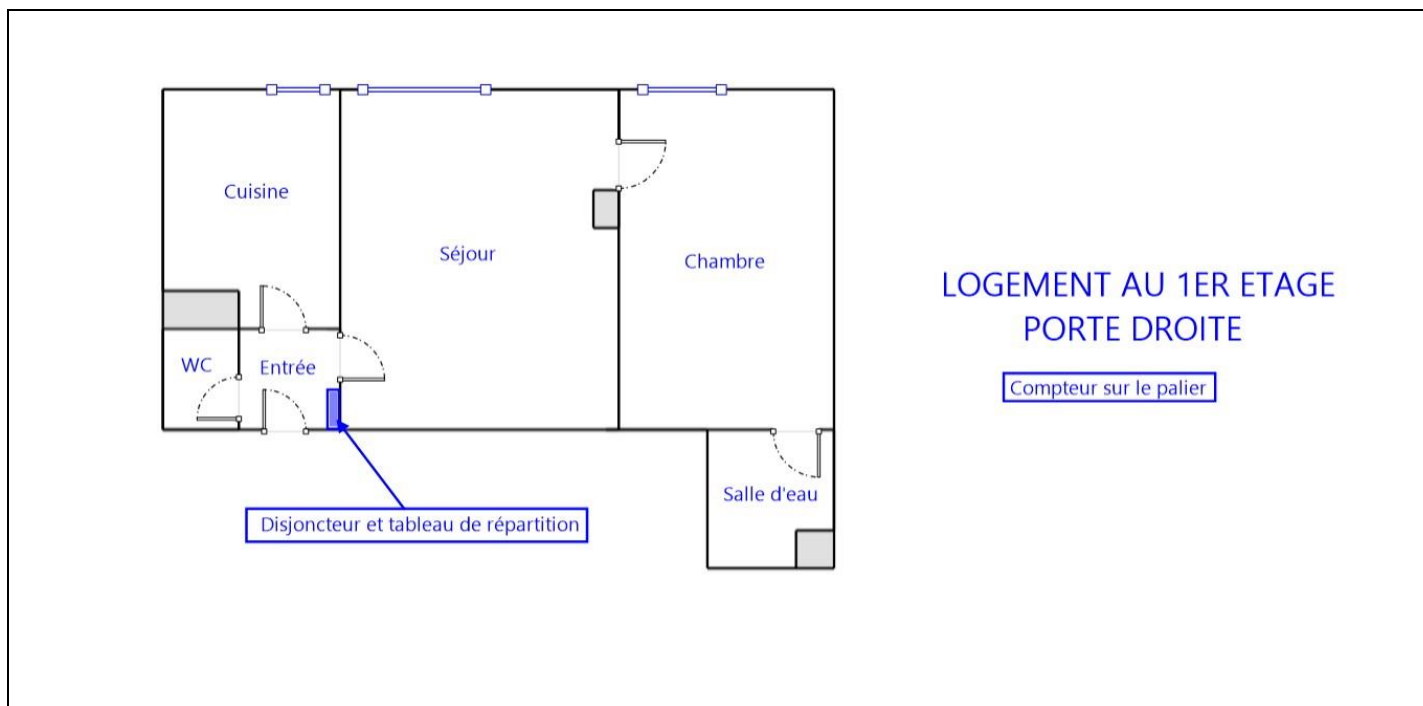 Cuisine
Séjour
Chambre
LOGEMENT AU 1ER ETAGE
PORTE DROITE
WC
Entrée
Compteur sur le palier
Salle d'eau
Disjoncteur et tableau de répartition